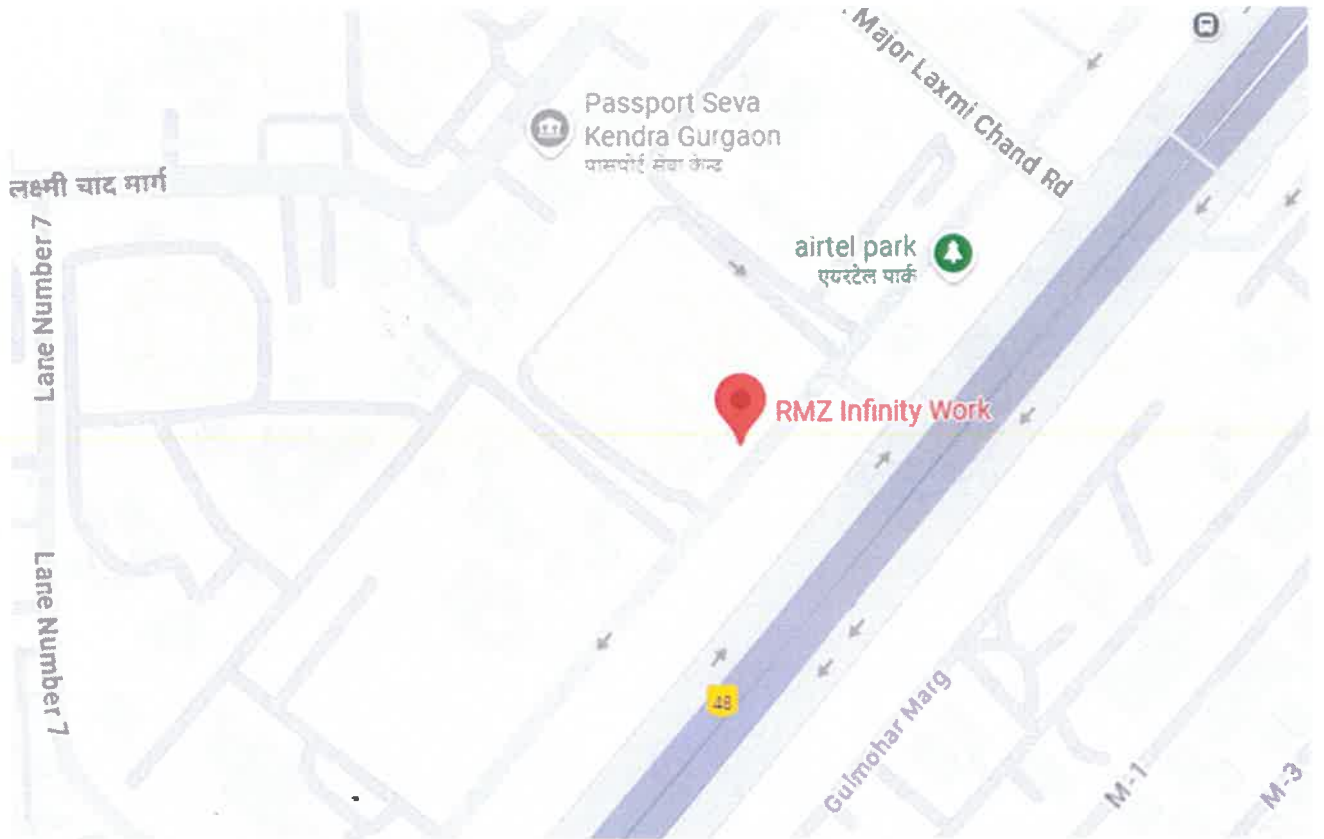 Major Laxmi Chand Rd
Passport Seva
Kendra Gurgaon
पासपोर्ट सेवा केन्द्र
लक्ष्मी चाद मार्ग
Lane Number 7
airtel park
एयरटेल पार्क
RMZ Infinity Work
Lane Number 7
48
Gulmohar Marg
M-1
M-3